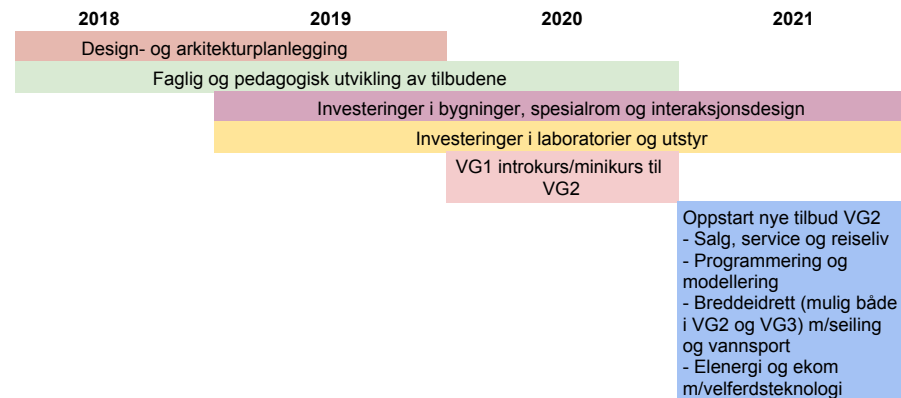 2018 2019 2020 2021
Design- og arkitekturplanlegging
Faglig og pedagogisk utvikling av tilbudene
Investeringer i bygninger, spesialrom og interaksjonsdesign
Investeringer i laboratorier og utstyr
VG1 introkurs/minikurs til
VG2
Oppstart nye tilbud VG2
- Salg, service og reiseliv
- Programmering og
modellering
- Breddeidrett (mulig både
i VG2 og VG3) m/seiling
og vannsport
- Elenergi og ekom
m/velferdsteknologi